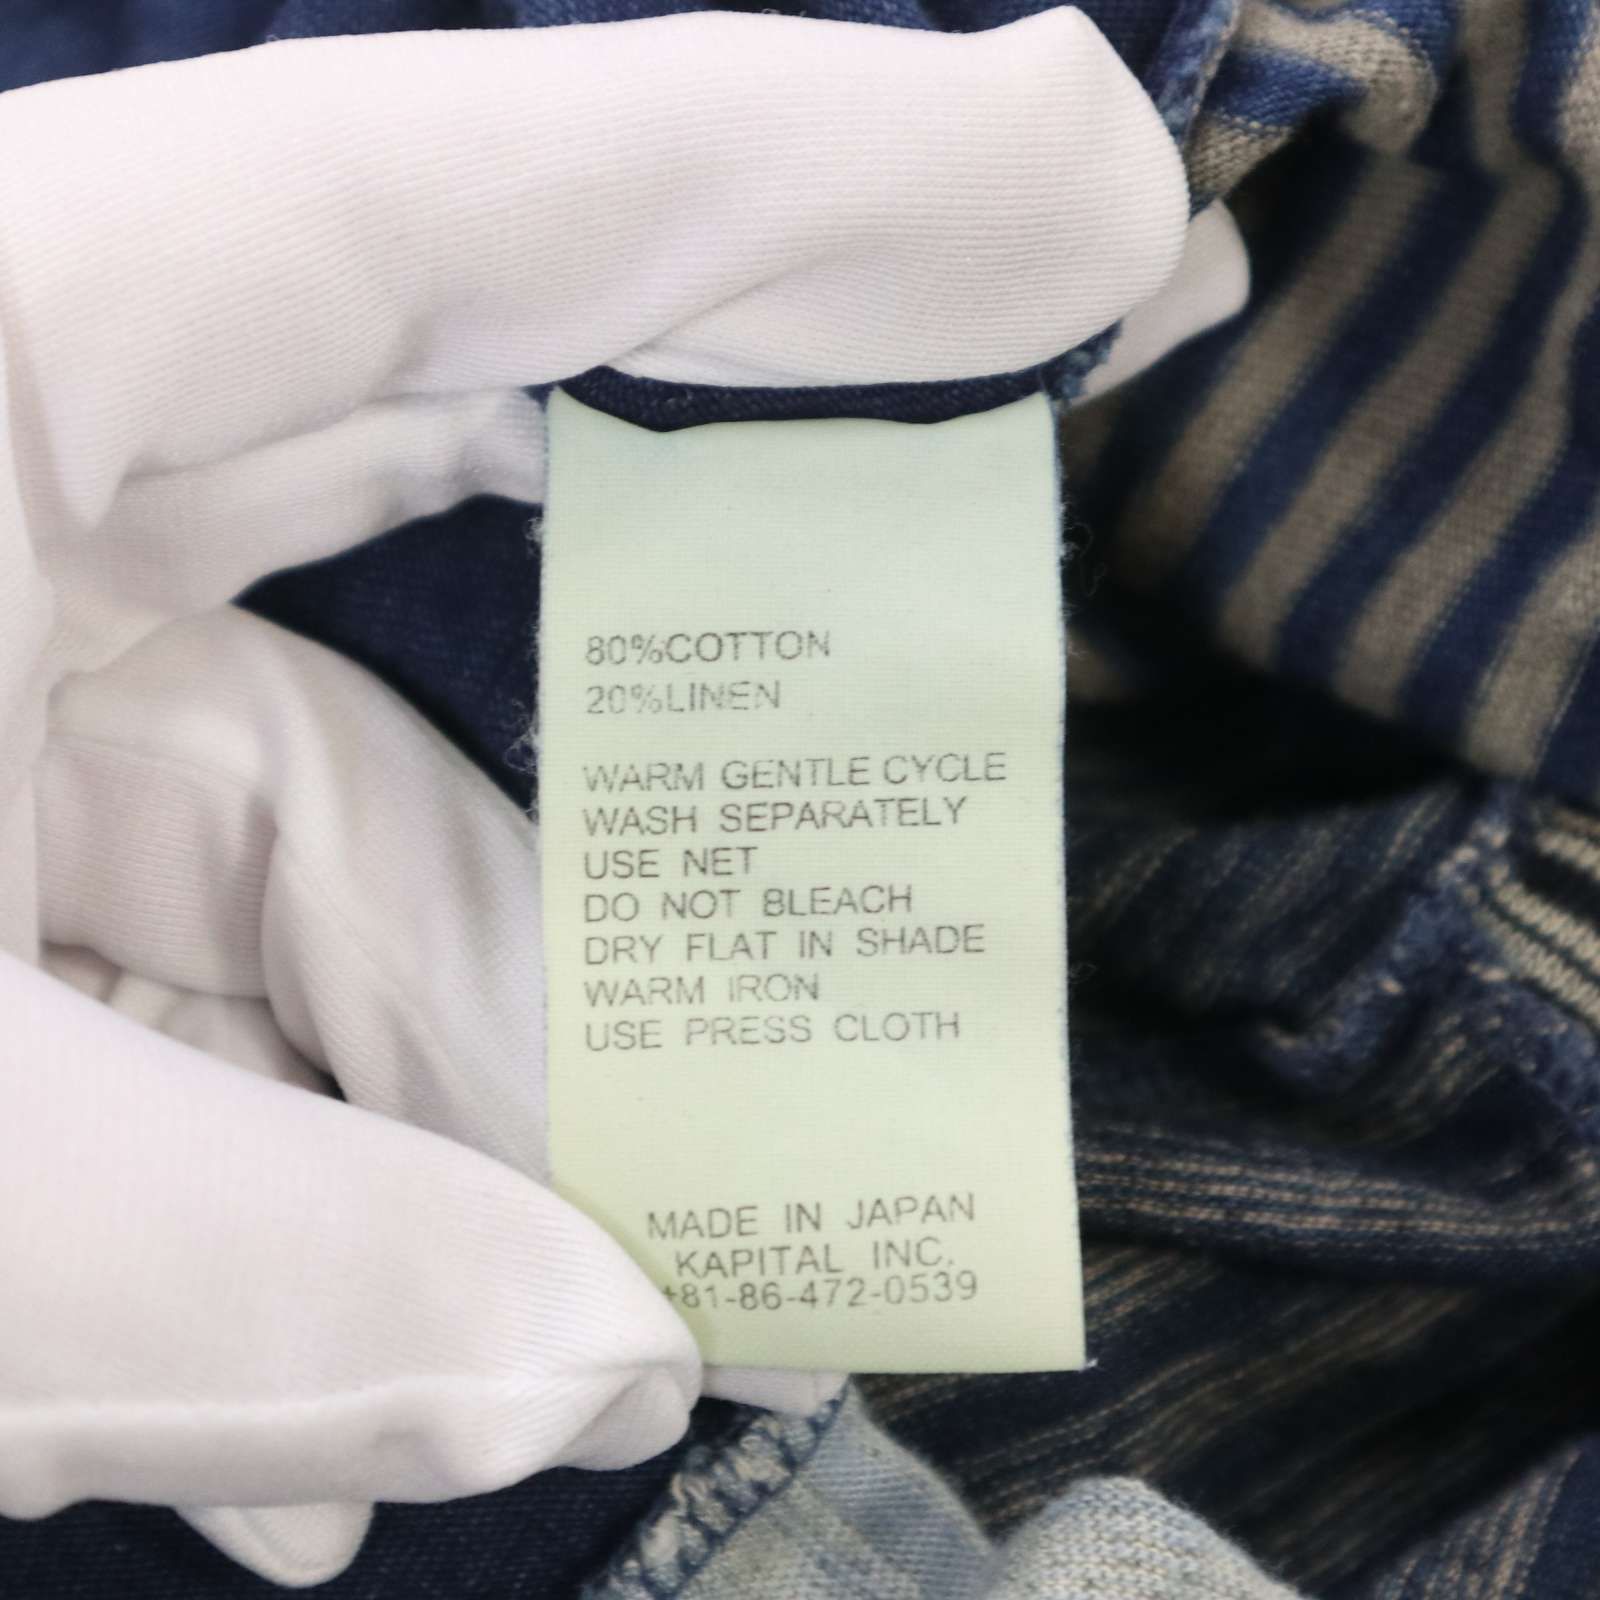 80%COTTON
20%LINEN
WARM GENTLE CYCLE
WASH SEPARATELY
USE NET
DO NOT BLEACH
DRY FLAT IN SHADE
WARM IRON
USE PRESS CLOTH
MADE IN JAPAN
KAPITAL INC.
+81-86-472-0539